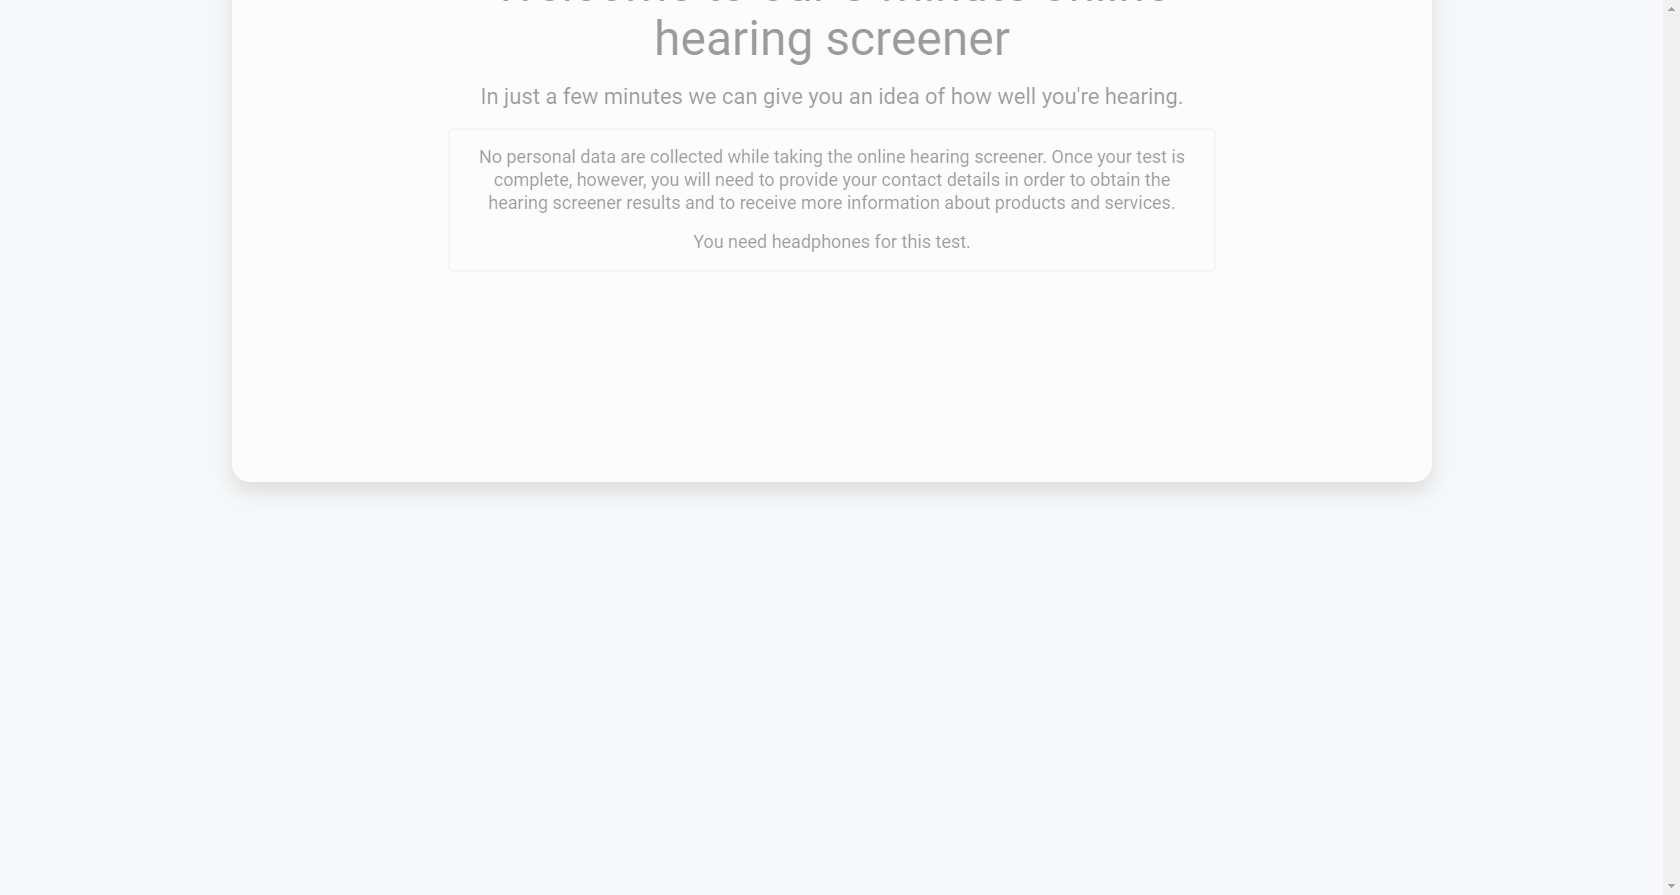 hearing screener
In just a few minutes we can give you an idea of how well you're hearing.
No personal data are collected while taking the online hearing screener. Once your test is
complete, however, you will need to provide your contact details in order to obtain the
hearing screener results and to receive more information about products and services.
You need headphones for this test.